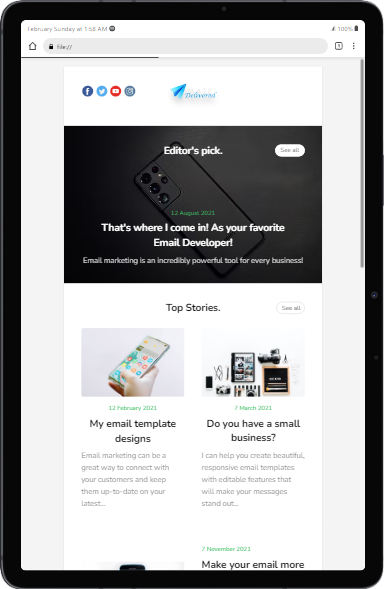 February Sunday at 1:58 AM
100%
file://
Delivered
Editor's pick.
See all
12 August 2021
That's where I come in! As your favorite
Email Developer!
Email marketing is an incredibly powerful tool for every business!
Top Stories.
See all
12 February 2021
My email template
designs
Email marketing can be a
great way to connect with
your customers and keep
them up-to-date on your
latest...
7 March 2021
Do you have a small
business?
I can help you create beautiful,
responsive email templates
with editable features that
will make your messages
stand out...
7 November 2021
Make your email more